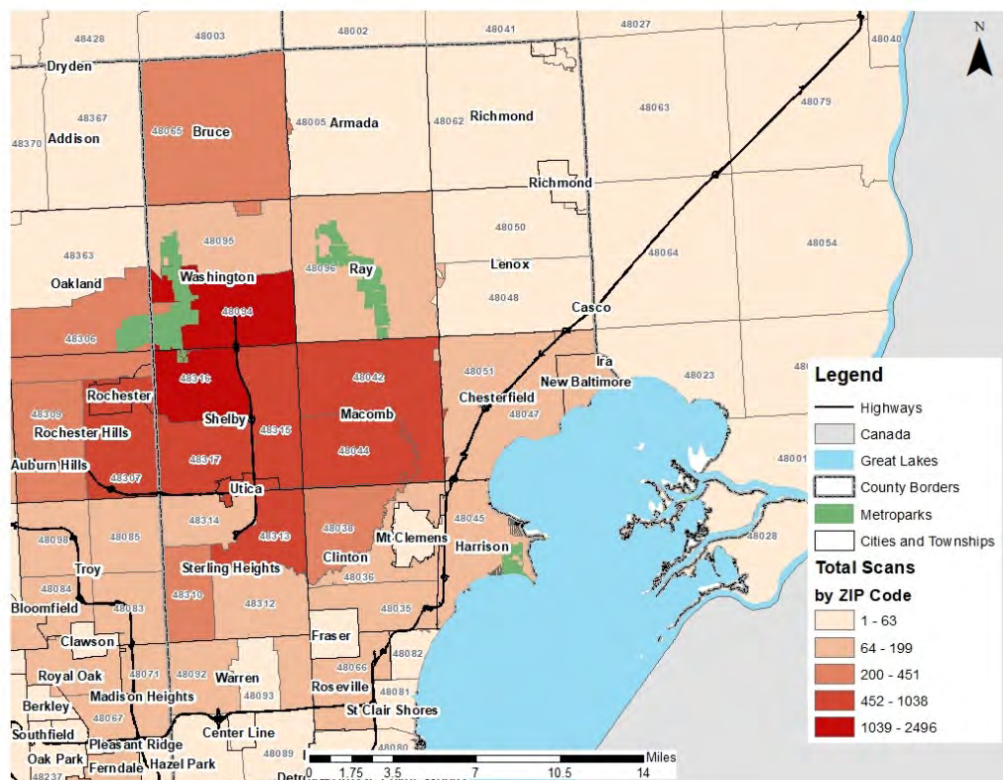 48428
48003
48002
48041
48027
48040
N
Dryden
48367
48370
Addison
48065
Bruce
48005
Armada
48062
Richmond
48063
48079
Richmond
48363
Oakland
48095
Washington
48096
Ray
48050
Lenox
48048
48064
48054
48094
Casco
48306
48316
48042
48051
Ira
New Baltimore
48023
Rochester
Chesterfield
48047
48309
Rochester Hills
Shelby
48315
Macomb
48044
Auburn Hills
48307
48317
48001
Utica
48314
48098
48085
48313
48038
Clinton
Mt Clemens
48045
Harrison
48028
Troy
Sterling Heights
48036
48084
Bloomfield
48083
48310
48312
48035
Clawson
Fraser
48082
Royal Oak
48071
48092
Warren
48066
Roseville
48081
Berkley
Madison Heights
48093
48067
St Clair Shores
Southfield
Center Line
Pleasant Ridge
48080
Oak Park
Hazel Park
48089
48237
Ferndale
Legend
Highways
Canada
Great Lakes
County Borders
Metroparks
Cities and Townships
Total Scans
by ZIP Code
1 - 63
64 - 199
200 - 451
452 - 1038
1039 - 2496
Miles
0 1.75 3.5 7 10.5 14